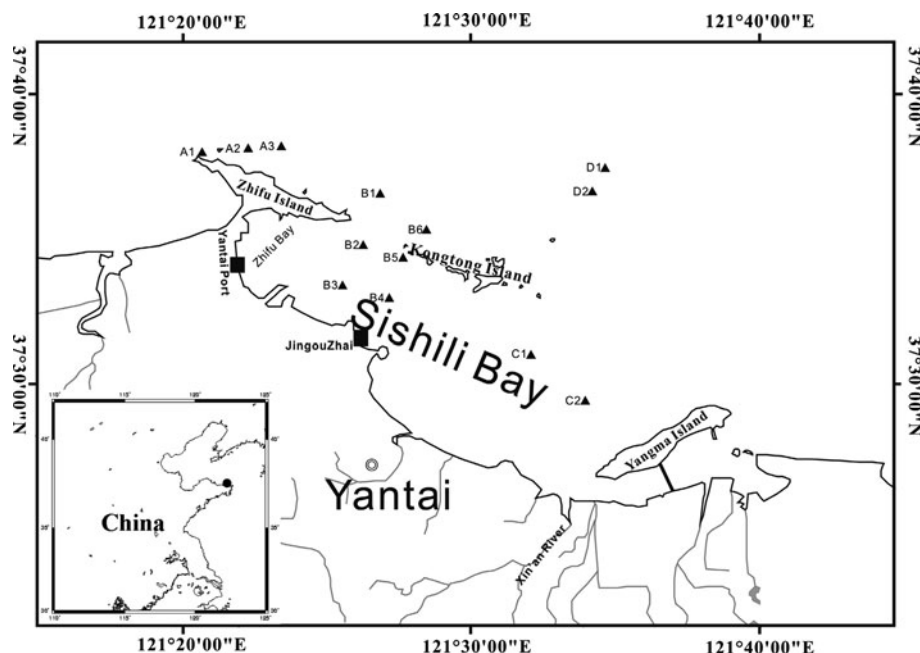 121°20'00"E 121°30'00"E 121°40'00"E
37°40'00"N
37°40'00"N
A1 A2 A3
D1
D2
Zhifu Island
B1
B6
Zhifu Bay
B2
B5
Kongtong Island
Yantai Port
B3
B4
Sishili Bay
JingouZhai
C1
37°30'00"N
37°30'00"N
C2
Yangma Island
Yantai
Xin'an River
China
121°20'00"E 121°30'00"E 121°40'00"E